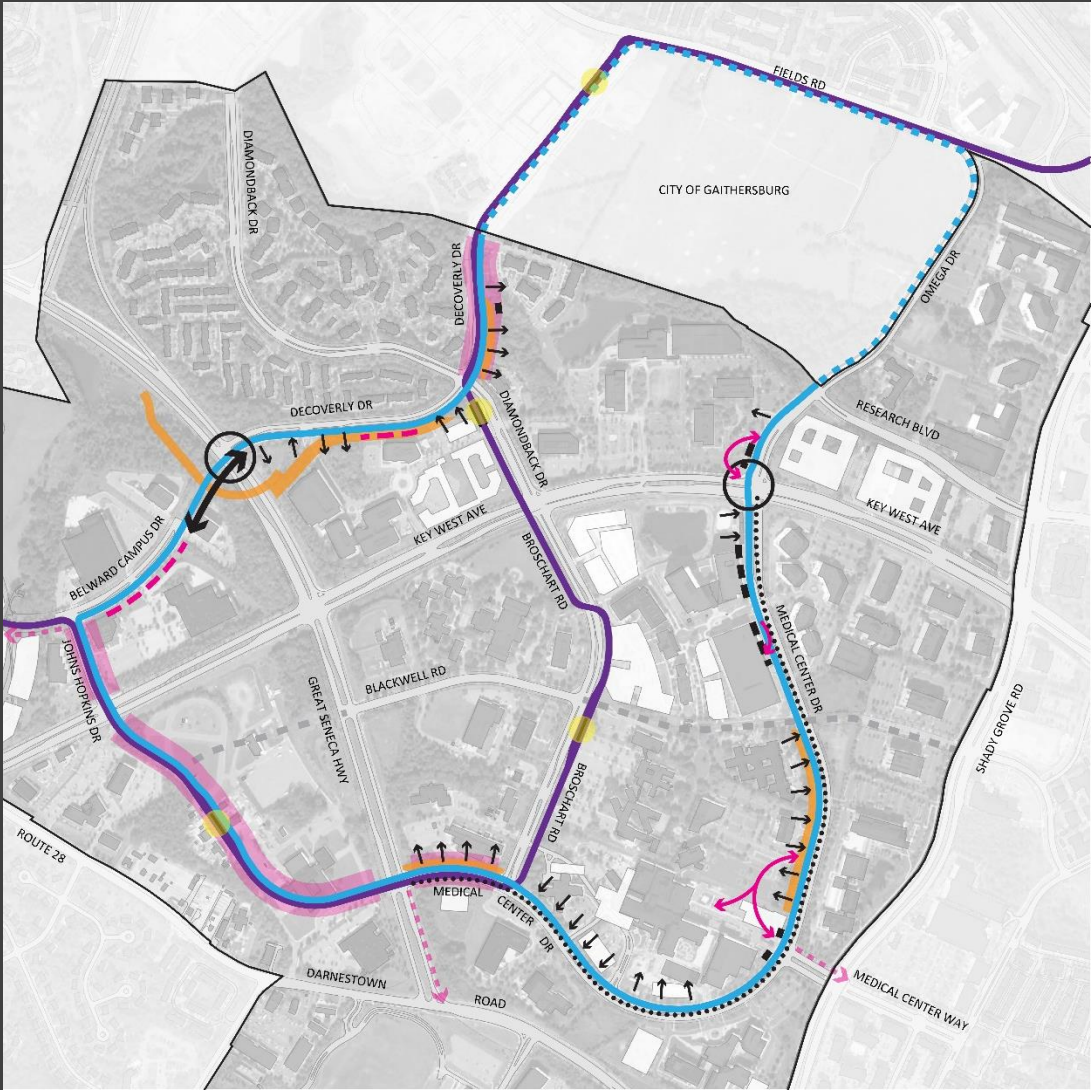 FIELDS RD
DIAMONDBACK DR
CITY OF GAITHERSBURG
DECOVERLY DR
OMEGA DR
DECOVERLY DR
DIAMONDBACK DR
RESEARCH BLVD
KEY WEST AVE
KEY WEST AVE
BELWARD CAMPUS DR
BROSCHART RD
MEDICAL CENTER DR
JOHNS HOPKINS DR
BLACKWELL RD
GREAT SENECA HWY
SHADY GROVE RD
BROSCHART RD
ROUTE 28
MEDICAL
CENTER
DR
DARNESTOWN
ROAD
MEDICAL CENTER WAY